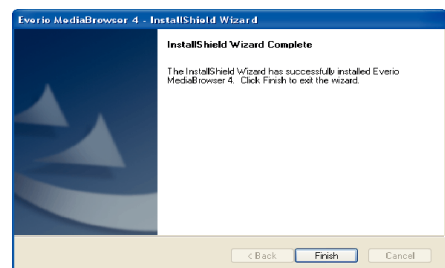 Everio MediaBrowser 4 - InstallShield Wizard
InstallShield Wizard Complete
The InstallShield Wizard has successfully installed Everio
MediaBrowser 4. Click Finish to exit the wizard.
< Back
Finish
Cancel